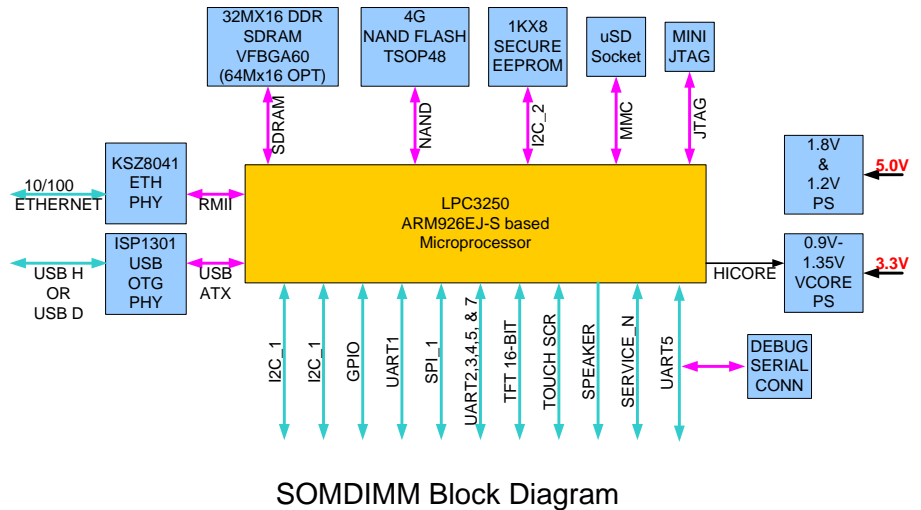 32MX16 DDR
SDRAM
VFBGA60
(64Mx16 OPT)
4G
NAND FLASH
TSOP48
1KX8
SECURE
EEPROM
uSD
Socket
MINI
JTAG
SDRAM
NAND
I2C_2
MMC
JTAG
KSZ8041
ETH
PHY
10/100
ETHERNET
RMII
LPC3250
ARM926EJ-S based
Microprocessor
1.8V
&
1.2V
PS
5.0V
ISP1301
USB
OTG
PHY
USB H
OR
USB D
USB
ATX
HICORE
0.9V-
1.35V
VCORE
PS
3.3V
I2C_1
I2C_1
GPIO
UART1
SPI_1
UART2,3,4,5, & 7
TFT 16-BIT
TOUCH SCR
SPEAKER
SERVICE_N
UART5
DEBUG
SERIAL
CONN
SOMDIMM Block Diagram